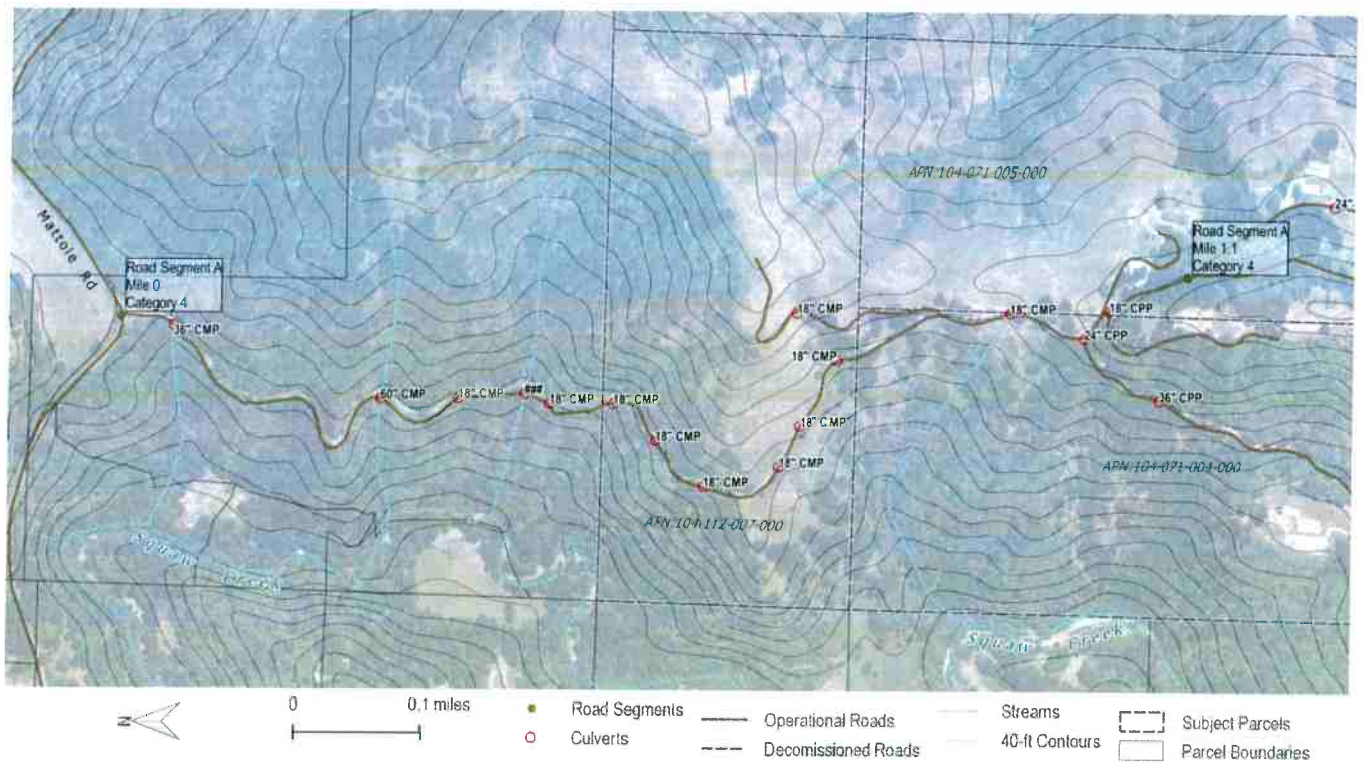 APN 104-071-005-000
24"
Mattole Rd
Road Segment A
Mile 1.1
Category 4
Road Segment A
Mile 0
Category 4
36" CMP
18" CMP
18" CMP
18" CPP
24" CPP
18" CMP
60" CMP
18" CMP
###
18" CMP
18" CMP
36" CPP
18" CMP
18" CMP
18" CMP
18" CMP
APN 104-071-004-000
APN 104-112-007-000
Squaw Creek
Squaw Creek
N
0 0.1 miles
Road Segments
Culverts
Operational Roads
Decomissioned Roads
Streams
40-ft Contours
Subject Parcels
Parcel Boundaries